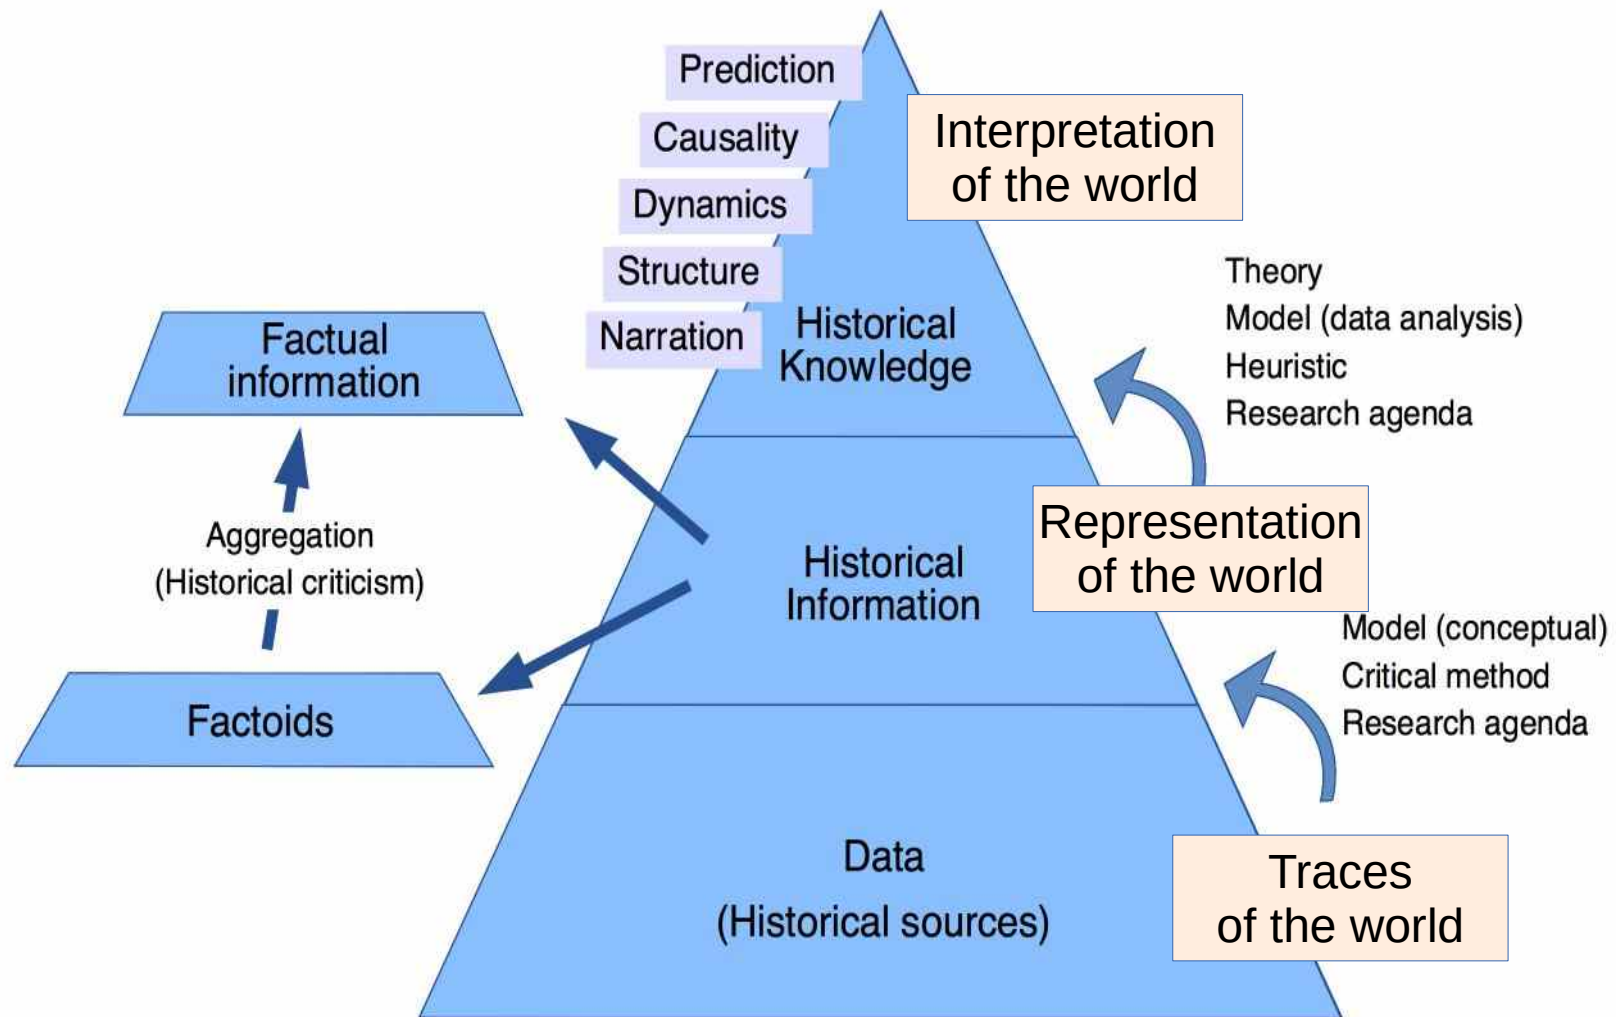 Prediction
Causality
Dynamics
Structure
Narration
Interpretation
of the world
Historical
Knowledge
Theory
Model (data analysis)
Heuristic
Research agenda
Factual
information
Aggregation
(Historical criticism)
Factoids
Historical
Information
Representation
of the world
Model (conceptual)
Critical method
Research agenda
Data
(Historical sources)
Traces
of the world